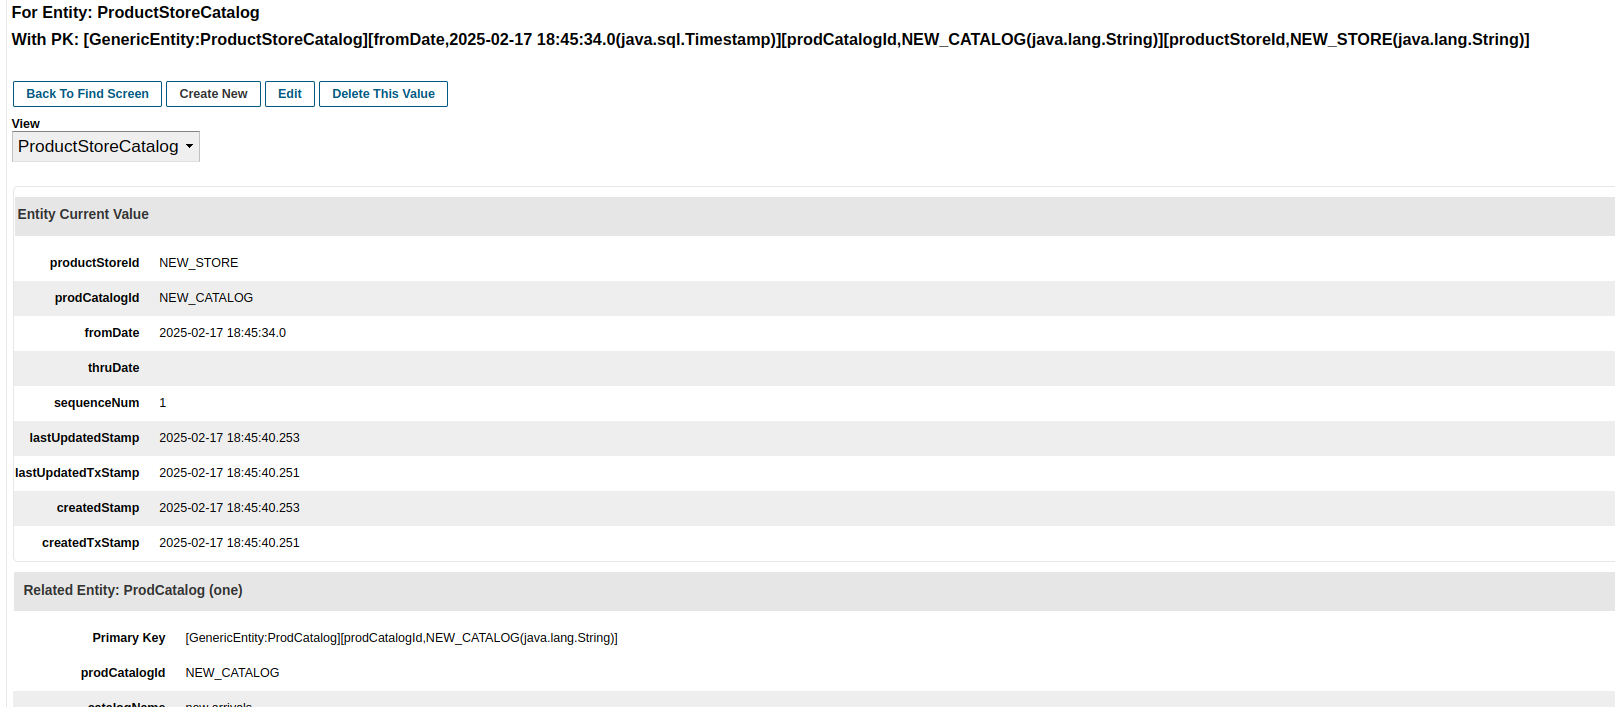 For Entity: ProductStoreCatalog
With PK: [GenericEntity:ProductStoreCatalog][fromDate,2025-02-17 18:45:34.0(java.sql.Timestamp)][prodCatalogId,NEW_CATALOG(java.lang.String)][productStoreId,NEW_STORE(java.lang.String)]
Back To Find Screen Create New Edit Delete This Value
View
ProductStoreCatalog
Entity Current Value
productStoreId NEW_STORE
prodCatalogId NEW_CATALOG
fromDate 2025-02-17 18:45:34.0
thruDate
sequenceNum 1
lastUpdatedStamp 2025-02-17 18:45:40.253
lastUpdatedTxStamp 2025-02-17 18:45:40.251
createdStamp 2025-02-17 18:45:40.253
createdTxStamp 2025-02-17 18:45:40.251
Related Entity: ProdCatalog (one)
Primary Key [GenericEntity:ProdCatalog][prodCatalogId,NEW_CATALOG(java.lang.String)]
prodCatalogId NEW_CATALOG
catalogName new arrivals